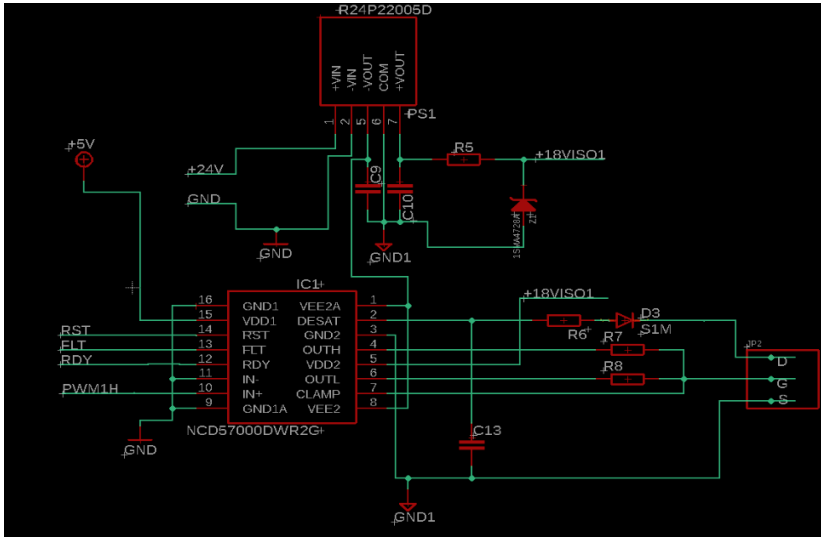 R24P22005D
+VIN
-VIN
-VOUT
COM
+VOUT
1
2
5
6
7
PS1
+5V
R5
+18VISO1
+24V
C9
C10
GND
GND
GND1
Z1
IC1
+18VISO1
16 GND1 VEE2A 1
15 VDD1 DESAT 2
14 RST GND2 3
13 FLT OUTH 4
12 RDY VDD2 5
11 IN- OUTL 6
10 IN+ CLAMP 7
9 GND1A VEE2 8
RST
FLT
RDY
PWM1H
D3
S1M
R6
R7
R8
JP2
D
G
S
NCD57000DWR2G
GND
C13
GND1